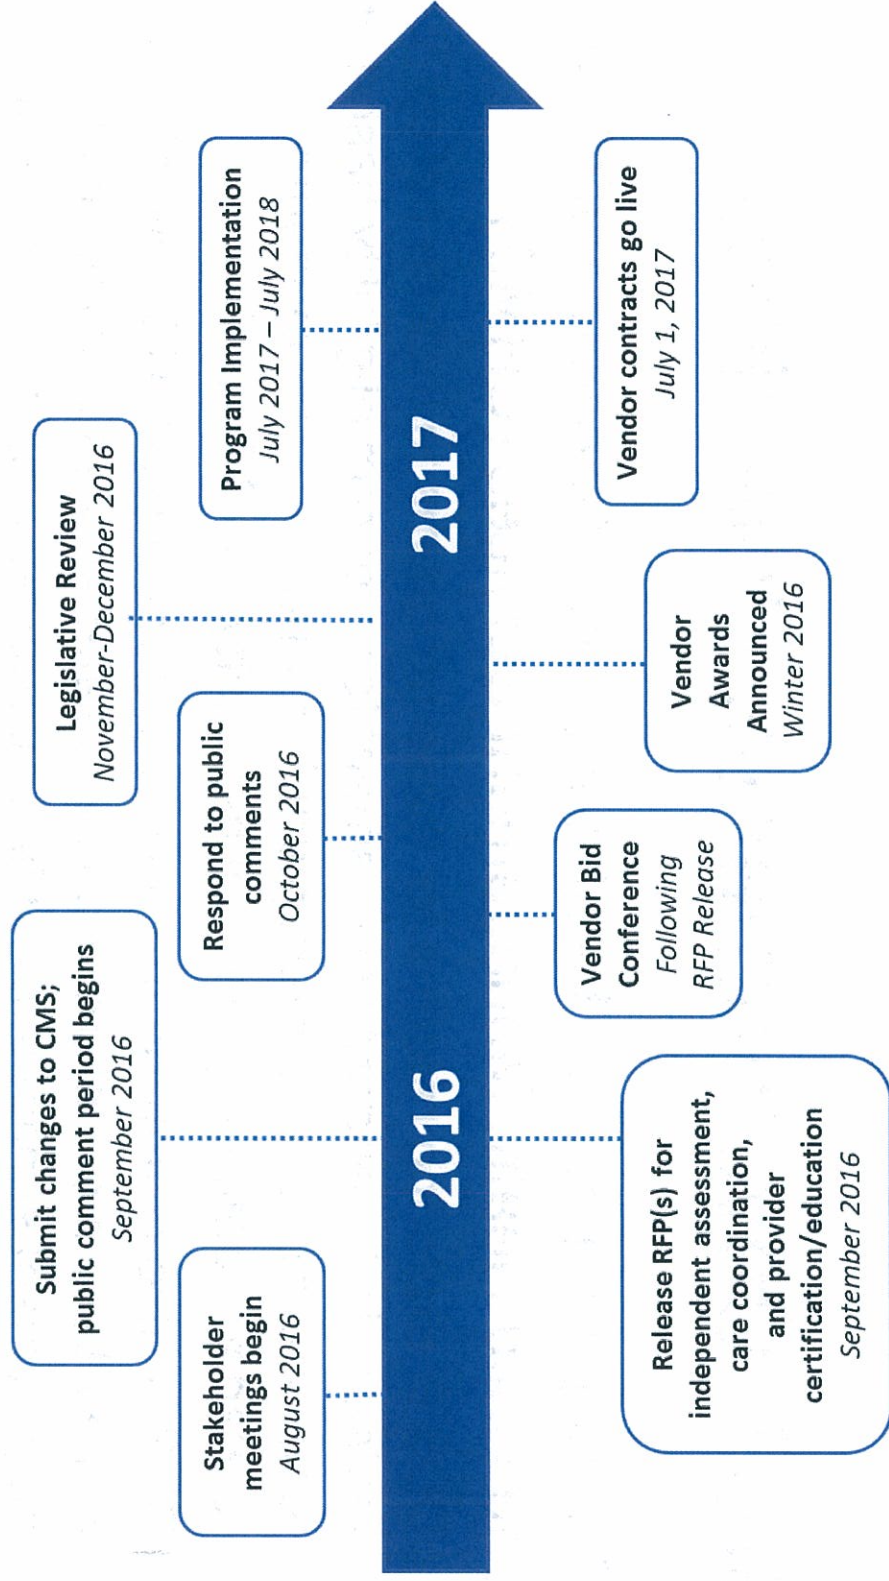 Stakeholder
meetings begin
August 2016
Submit changes to CMS;
public comment period begins
September 2016
Respond to public
comments
October 2016
Legislative Review
November-December 2016
Program Implementation
July 2017 – July 2018
2016
2017
Release RFP(s) for
independent assessment,
care coordination,
and provider
certification/education
September 2016
Vendor Bid
Conference
Following
RFP Release
Vendor
Awards
Announced
Winter 2016
Vendor contracts go live
July 1, 2017